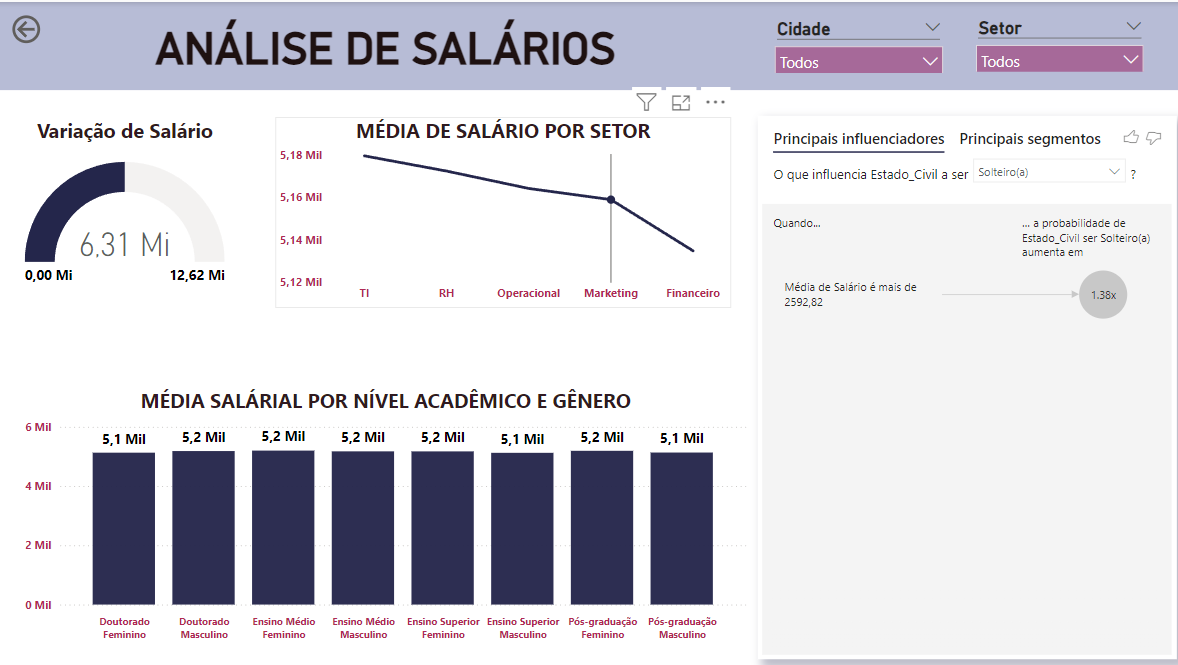 ANÁLISE DE SALÁRIOS
Cidade
Todos
Setor
Todos
Variação de Salário
6,31 Mi
0,00 Mi
12,62 Mi
MÉDIA DE SALÁRIO POR SETOR
5,18 Mil
5,16 Mil
5,14 Mil
5,12 Mil
TI
RH
Operacional
Marketing
Financeiro
Principais influenciadores
Principais segmentos
O que influencia Estado_Civil a ser
Solteiro(a)
?
Quando...
... a probabilidade de
Estado_Civil ser Solteiro(a)
aumenta em
Média de Salário é mais de
2592,82
1.38x
MÉDIA SALÁRIAL POR NÍVEL ACADÊMICO E GÊNERO
6 Mil
4 Mil
2 Mil
0 Mil
5,1 Mil
5,2 Mil
5,2 Mil
5,2 Mil
5,2 Mil
5,1 Mil
5,2 Mil
5,1 Mil
Doutorado
Feminino
Doutorado
Masculino
Ensino Médio
Feminino
Ensino Médio
Masculino
Ensino Superior
Feminino
Ensino Superior
Masculino
Pós-graduação
Feminino
Pós-graduação
Masculino